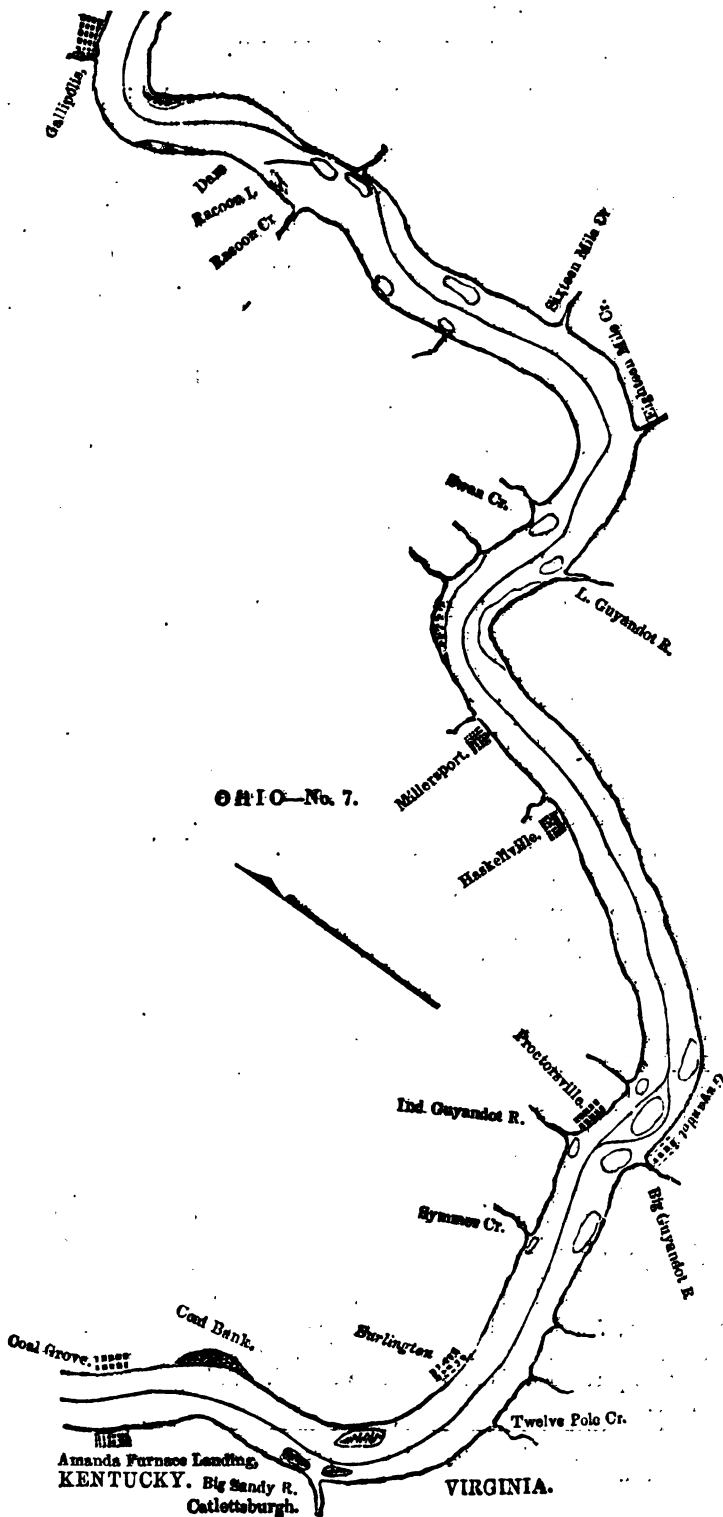 Gallipolis,
Dam
Racoon I.
Racoon Cr
Sixteen Mile Cr
Eighteen Mile Cr.
Swan Cr.
L. Guyandot R.
Millersport.
OHIO—No. 7.
Haskellville.
Proctorsville.
Guyandot.
Ind. Guyandot R.
Big Guyandot R
Symmes Cr.
Burlington
Coal Bank.
Coal Grove.
Twelve Pole Cr.
Amanda Furnace Landing,
KENTUCKY. Big Sandy R.
VIRGINIA.
Catlettsburgh.